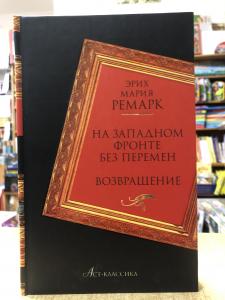 ЭРИХ
МАРИЯ
РЕМАРК
НА ЗАПАДНОМ
ФРОНТЕ
БЕЗ ПЕРЕМЕН
ВОЗВРАЩЕНИЕ
АСТ-КЛАССИКА